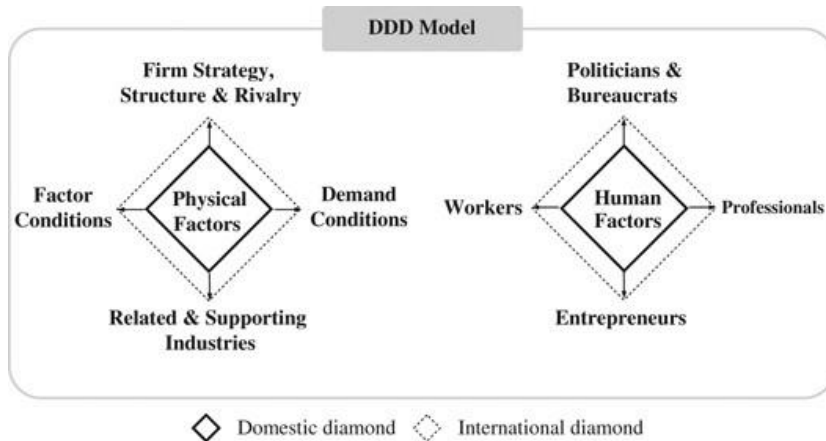 DDD Model
Firm Strategy,
Structure & Rivalry
Factor
Conditions
Physical
Factors
Demand
Conditions
Related & Supporting
Industries
Politicians &
Bureaucrats
Workers
Human
Factors
Professionals
Entrepreneurs
Domestic diamond
International diamond